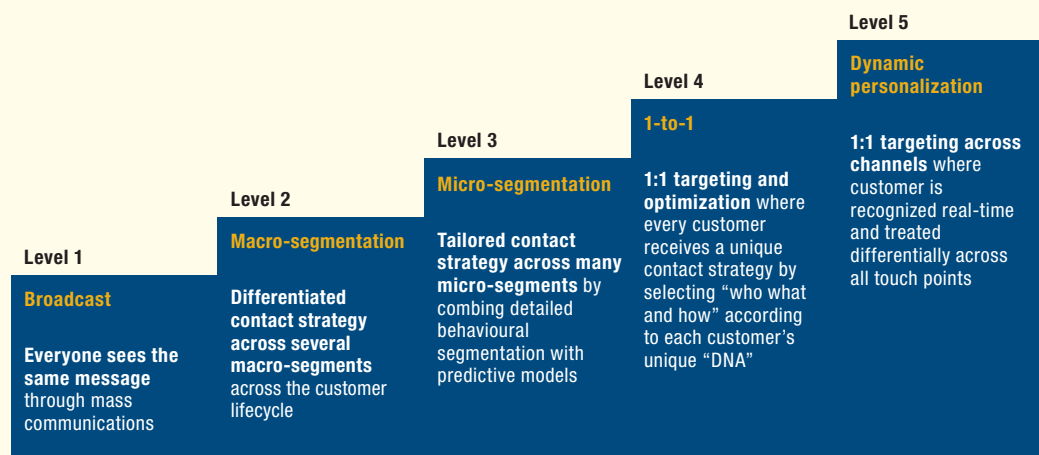 Level 1
Broadcast
Everyone sees the
same message
through mass
communications
Level 2
Macro-segmentation
Differentiated
contact strategy
across several
macro-segments
across the customer
lifecycle
Level 3
Micro-segmentation
Tailored contact
strategy across many
micro-segments by
combing detailed
behavioural
segmentation with
predictive models
Level 4
1-to-1
1:1 targeting and
optimization where
every customer
receives a unique
contact strategy by
selecting “who what
and how” according
to each customer’s
unique “DNA”
Level 5
Dynamic
personalization
1:1 targeting across
channels where
customer is
recognized real-time
and treated
differentially across
all touch points